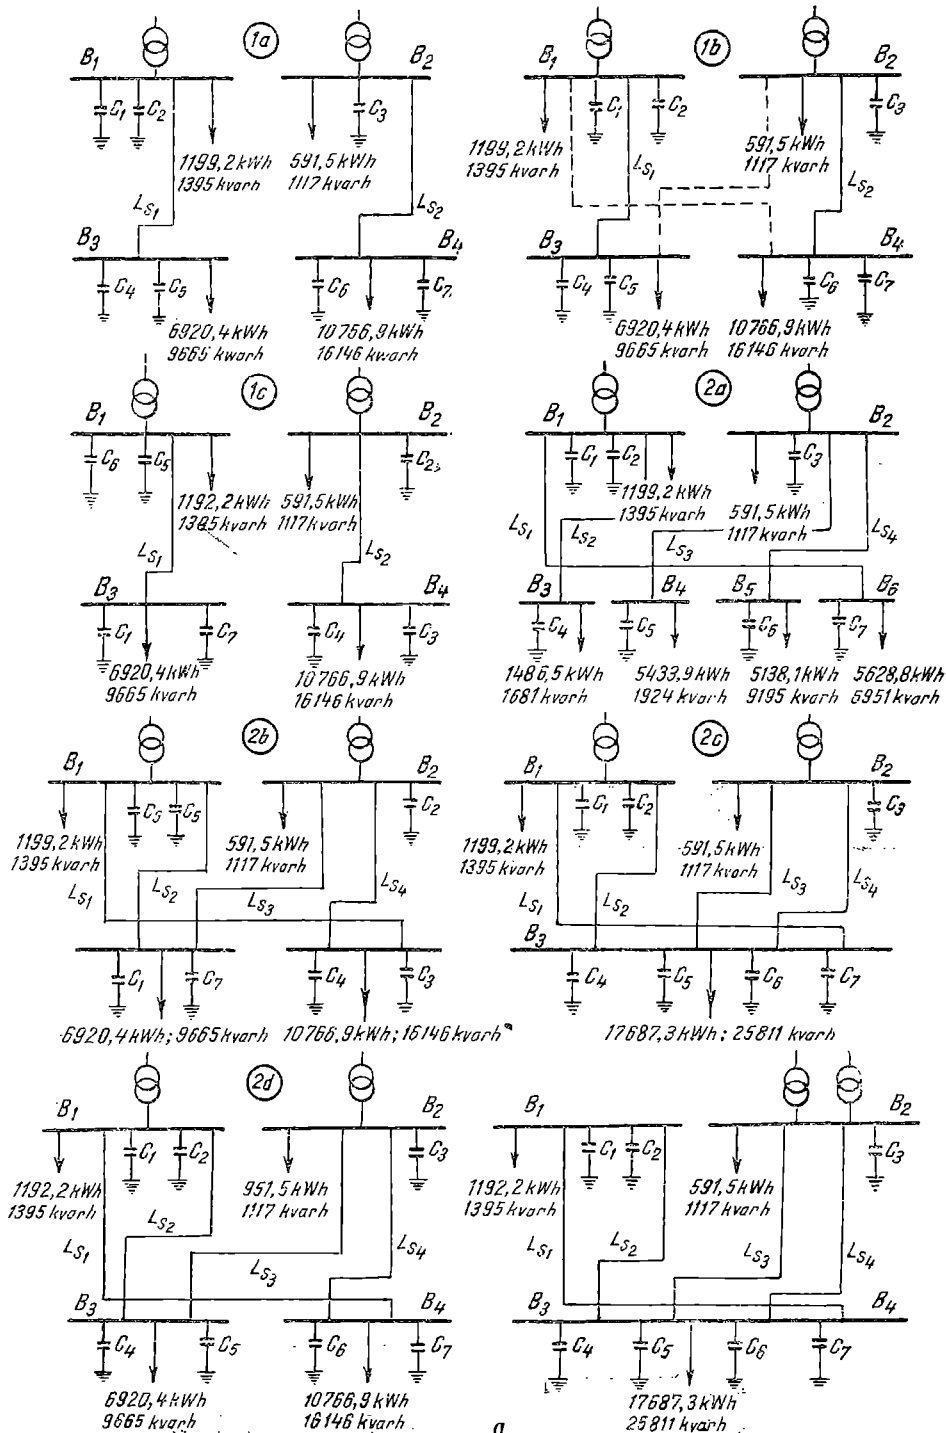 1a
B1
B2
C1
C2
C3
1199,2 kWh
1395 kvarh
591,5 kWh
1117 kvarh
LS1
LS2
B3
B4
C4
C5
C6
C7
6920,4 kWh
9665 kwarh
10766,9 kWh
16146 kvarh
1b
B1
B2
C1
C2
C3
1199,2 kWh
1395 kvarh
591,5 kWh
1117 kvarh
LS1
LS2
B3
B4
C4
C5
C6
C7
6920,4 kWh
9665 kvarh
10766,9 kWh
16146 kvarh
1c
B1
B2
C6
C5
C2
1192,2 kWh
1385 kvarh
591,5 kWh
1117 kvarh
LS1
LS2
B3
B4
C1
C7
C4
C3
6920,4 kWh
9665 kvarh
10766,9 kWh
16146 kvarh
2a
B1
B2
C1
C2
C3
1199,2 kWh
1395 kvarh
591,5 kWh
1117 kvarh
LS1
LS2
LS3
LS4
B3
B4
B5
B6
C4
C5
C6
C7
1486,5 kWh
1681 kvarh
5433,9 kWh
1924 kvarh
5138,1 kWh
9195 kvarh
5628,8 kWh
6951 kvarh
2b
B1
B2
C5
C5
C2
1199,2 kWh
1395 kvarh
591,5 kWh
1117 kvarh
LS1
LS2
LS3
LS4
C1
C7
C4
C3
6920,4 kWh; 9665 kvarh
10766,9 kWh; 16146 kvarh
2c
B1
B2
C1
C2
C3
1199,2 kWh
1395 kvarh
591,5 kWh
1117 kvarh
LS1
LS2
LS3
LS4
B3
C4
C5
C6
C7
17687,3 kWh; 25811 kvarh
2d
B1
B2
C1
C2
C3
1192,2 kWh
1395 kvarh
951,5 kWh
1117 kvarh
LS1
LS2
LS3
LS4
B3
B4
C4
C5
C6
C7
6920,4 kWh
9665 kvarh
10766,9 kWh
16146 kvarh
B1
B2
C1
C2
C3
1192,2 kWh
1395 kvarh
591,5 kWh
1117 kvarh
LS1
LS2
LS3
LS4
B3
B4
C4
C5
C6
C7
17687,3 kWh
25811 kvarh
a